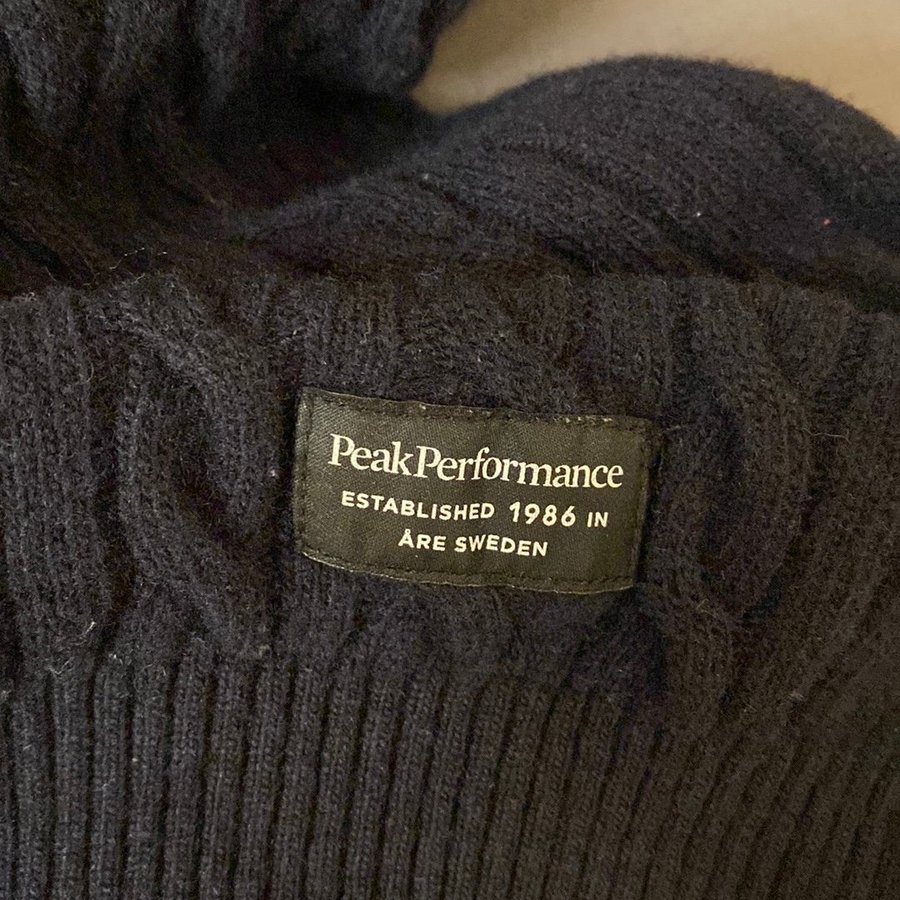 PeakPerformance
ESTABLISHED 1986 IN
ÅRE SWEDEN